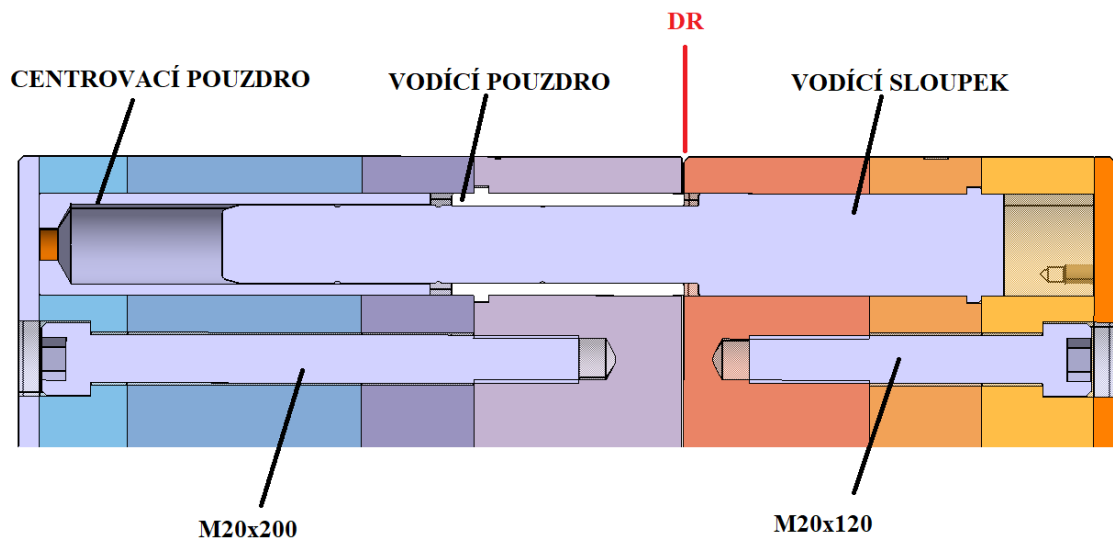 DR
CENTROVACÍ POUZDRO
VODÍCÍ POUZDRO
VODÍCÍ SLOUPEK
M20x200
M20x120